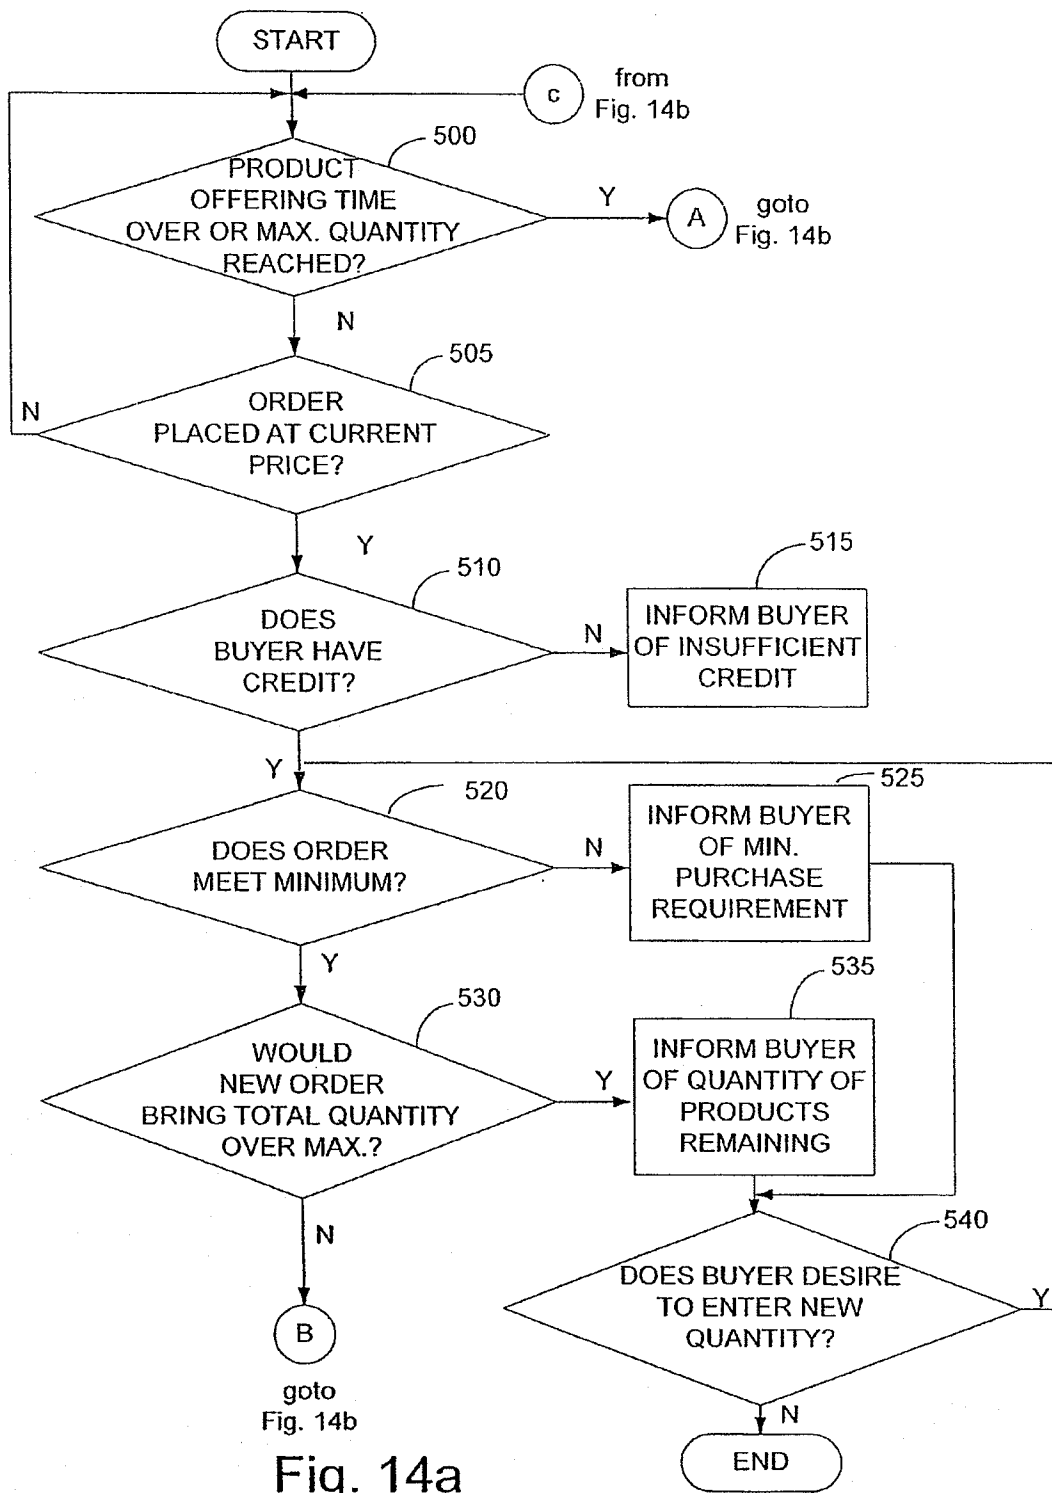 START
c
from
Fig. 14b
500
PRODUCT
OFFERING TIME
OVER OR MAX. QUANTITY
REACHED?
Y
A
goto
Fig. 14b
N
505
ORDER
PLACED AT CURRENT
PRICE?
N
Y
510
DOES
BUYER HAVE
CREDIT?
N
515
INFORM BUYER
OF INSUFFICIENT
CREDIT
Y
520
DOES ORDER
MEET MINIMUM?
N
525
INFORM BUYER
OF MIN.
PURCHASE
REQUIREMENT
Y
530
WOULD
NEW ORDER
BRING TOTAL QUANTITY
OVER MAX.?
Y
535
INFORM BUYER
OF QUANTITY OF
PRODUCTS
REMAINING
N
540
DOES BUYER DESIRE
TO ENTER NEW
QUANTITY?
Y
B
goto
Fig. 14b
N
END
Fig. 14a